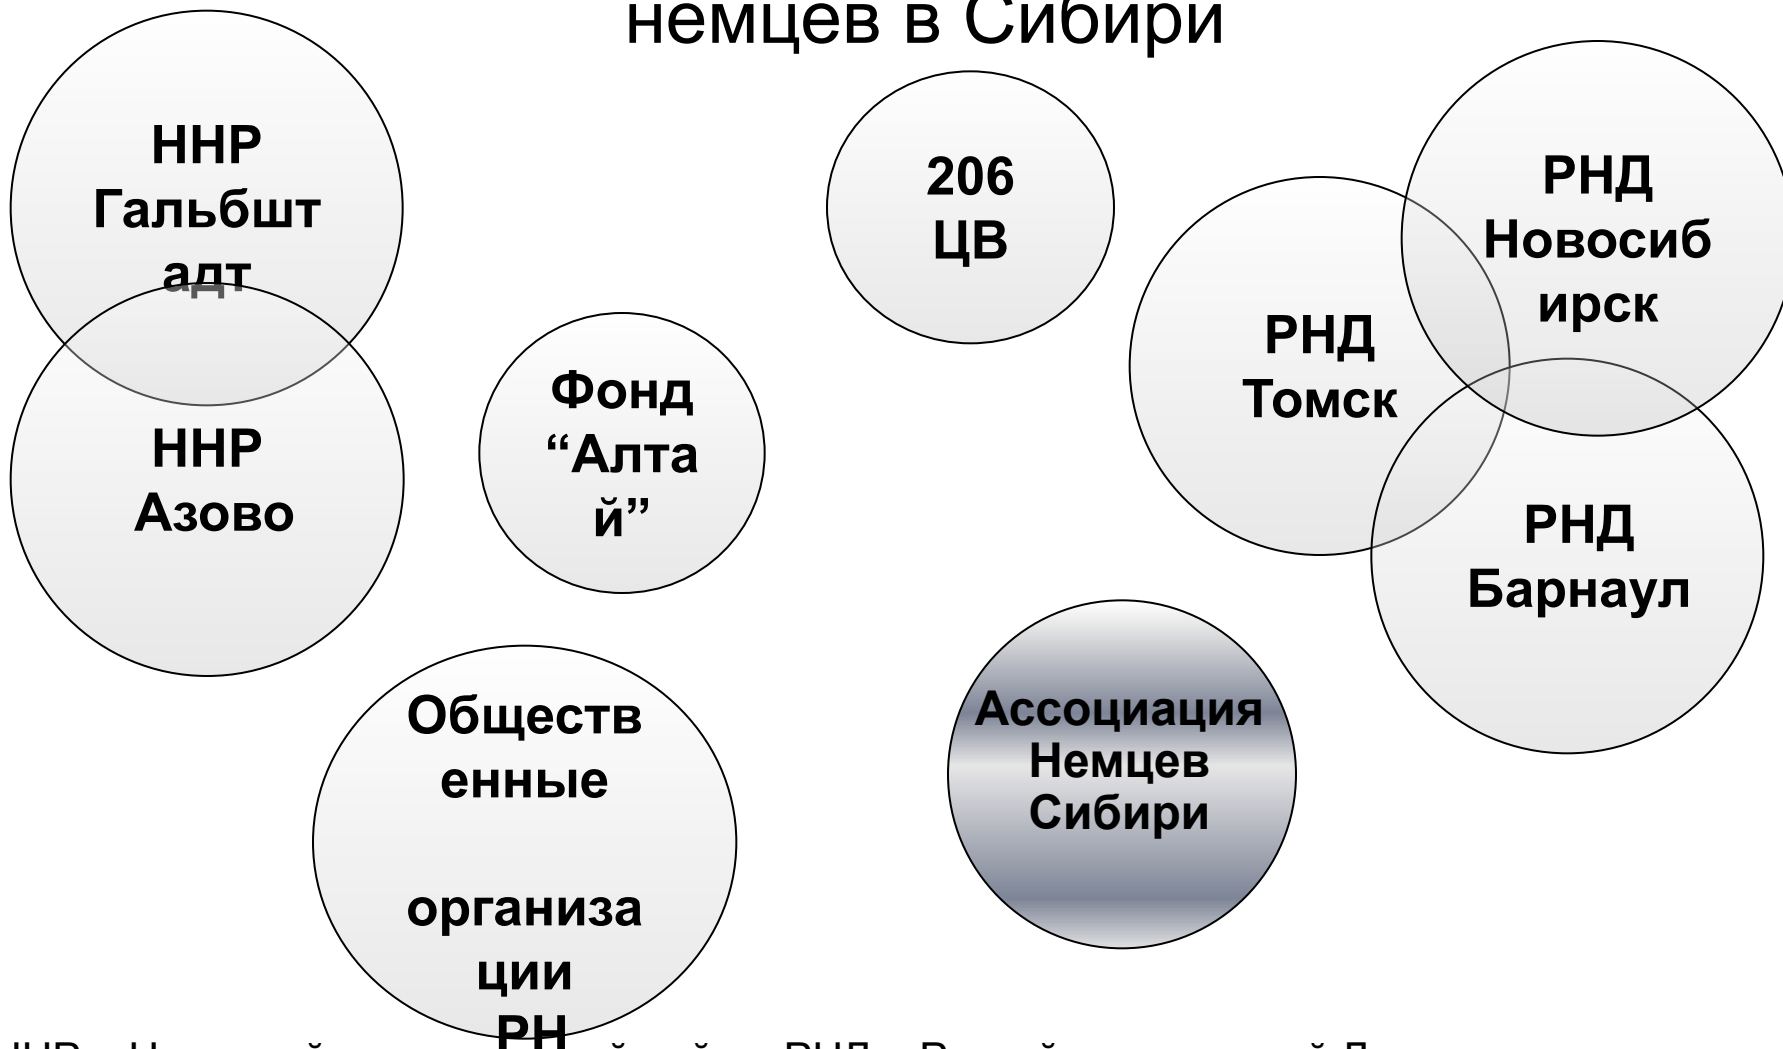 немцев в Сибири
ННР
Гальбшт
адт
ННР
Азово
Фонд
“Алта
й”
206
ЦВ
РНД
Томск
РНД
Новосиб
ирск
РНД
Барнаул
Обществ
енные
организа
ции
РН
Ассоциация
Немцев
Сибири